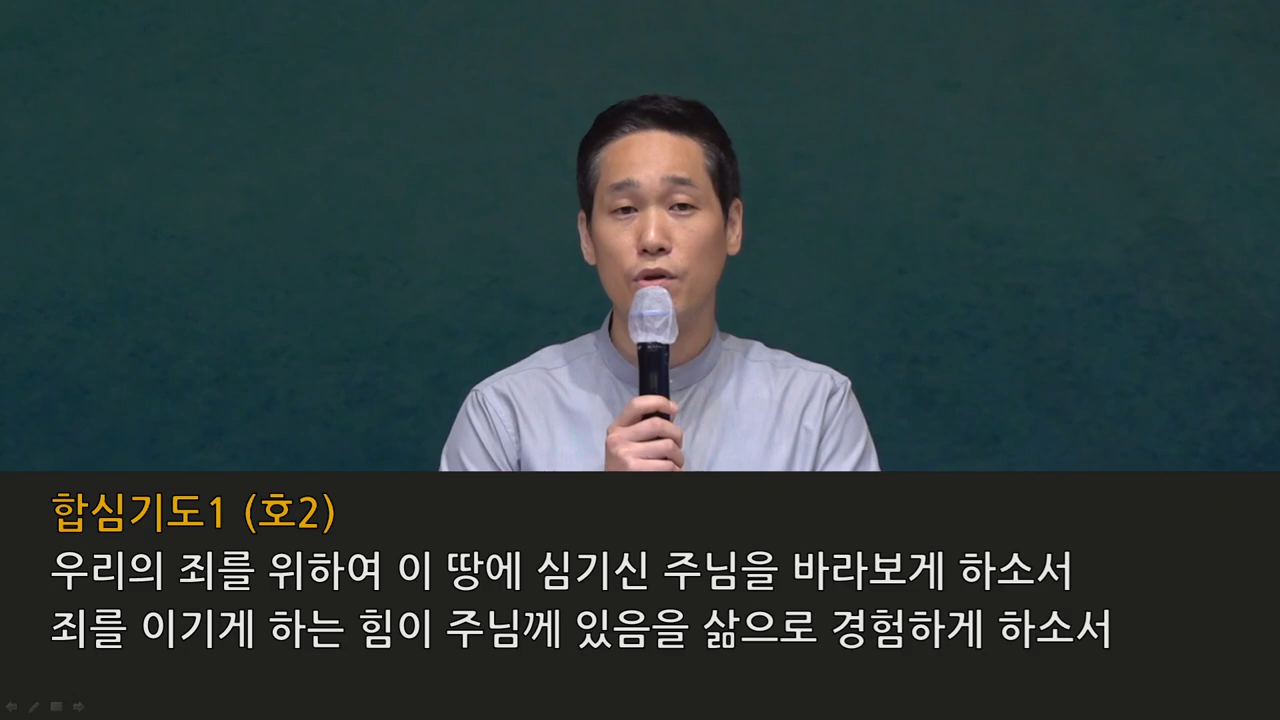 합심기도1 (호2)
우리의 죄를 위하여 이 땅에 심기신 주님을 바라보게 하소서
죄를 이기게 하는 힘이 주님께 있음을 삶으로 경험하게 하소서